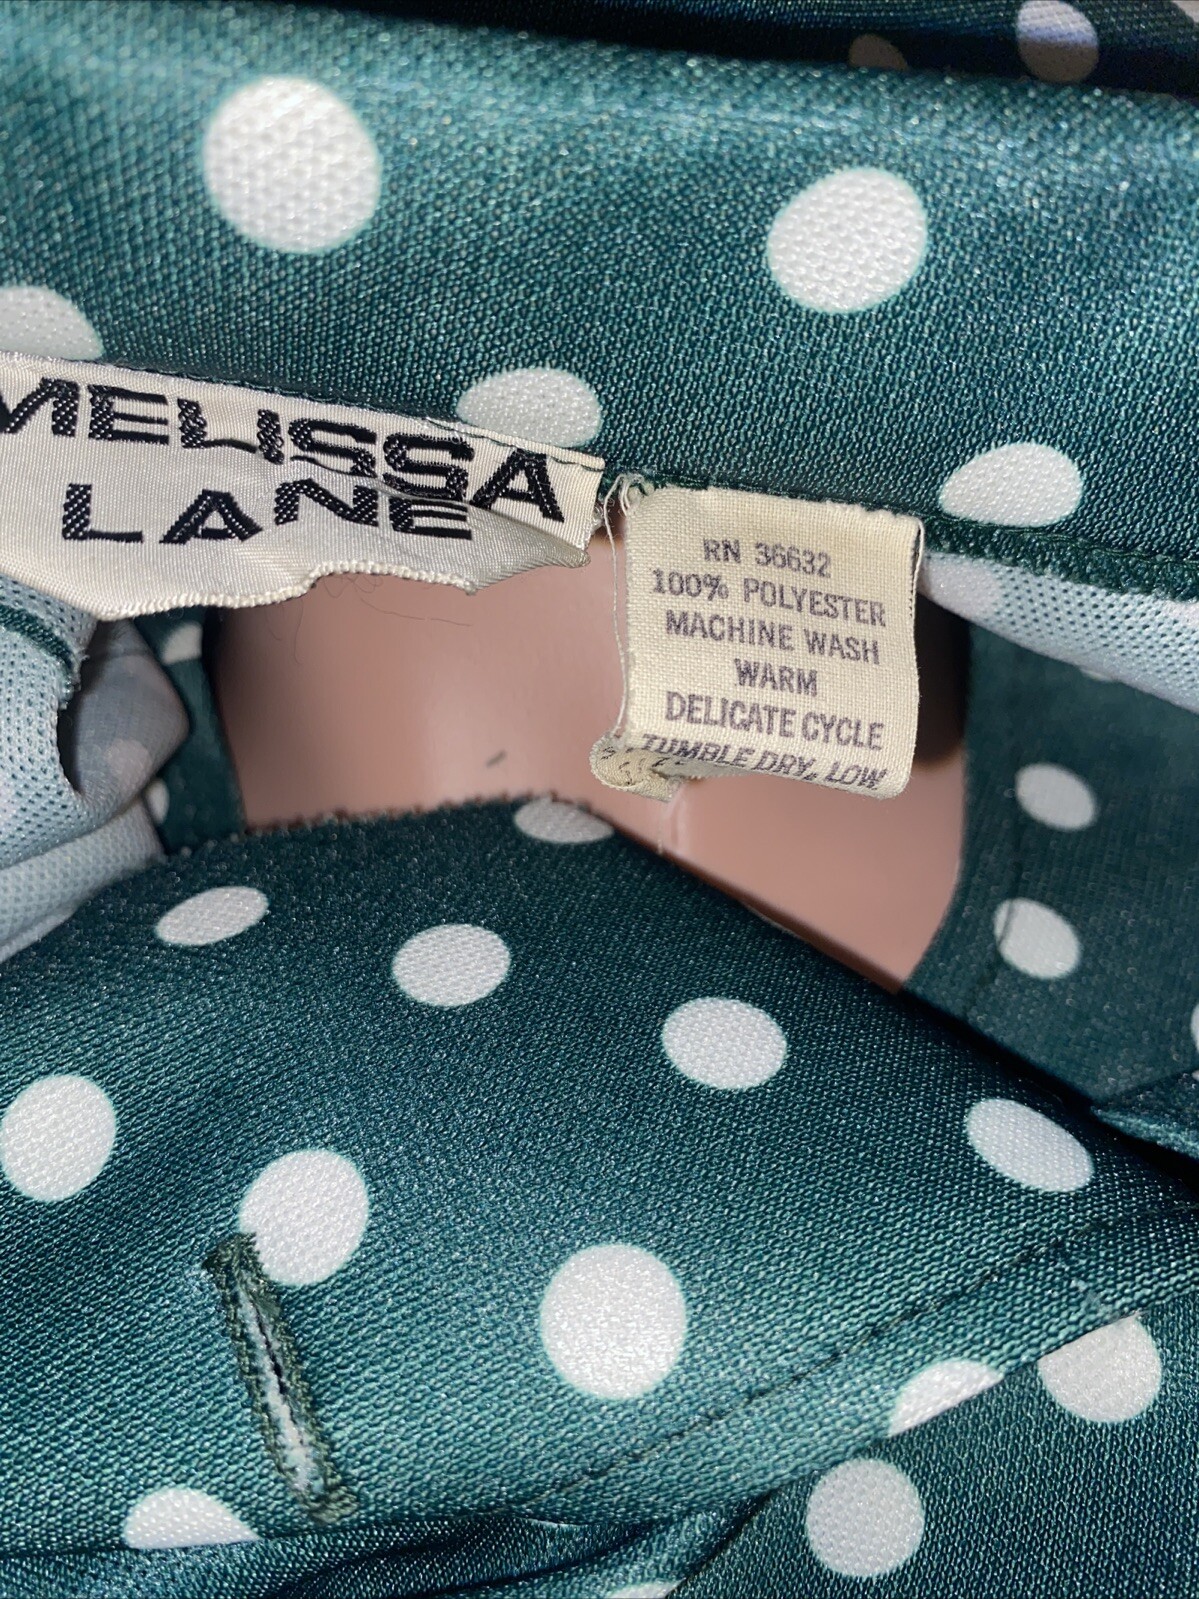 MELISSA
LANE
RN 36632
100% POLYESTER
MACHINE WASH
WARM
DELICATE CYCLE
TUMBLE DRY, LOW